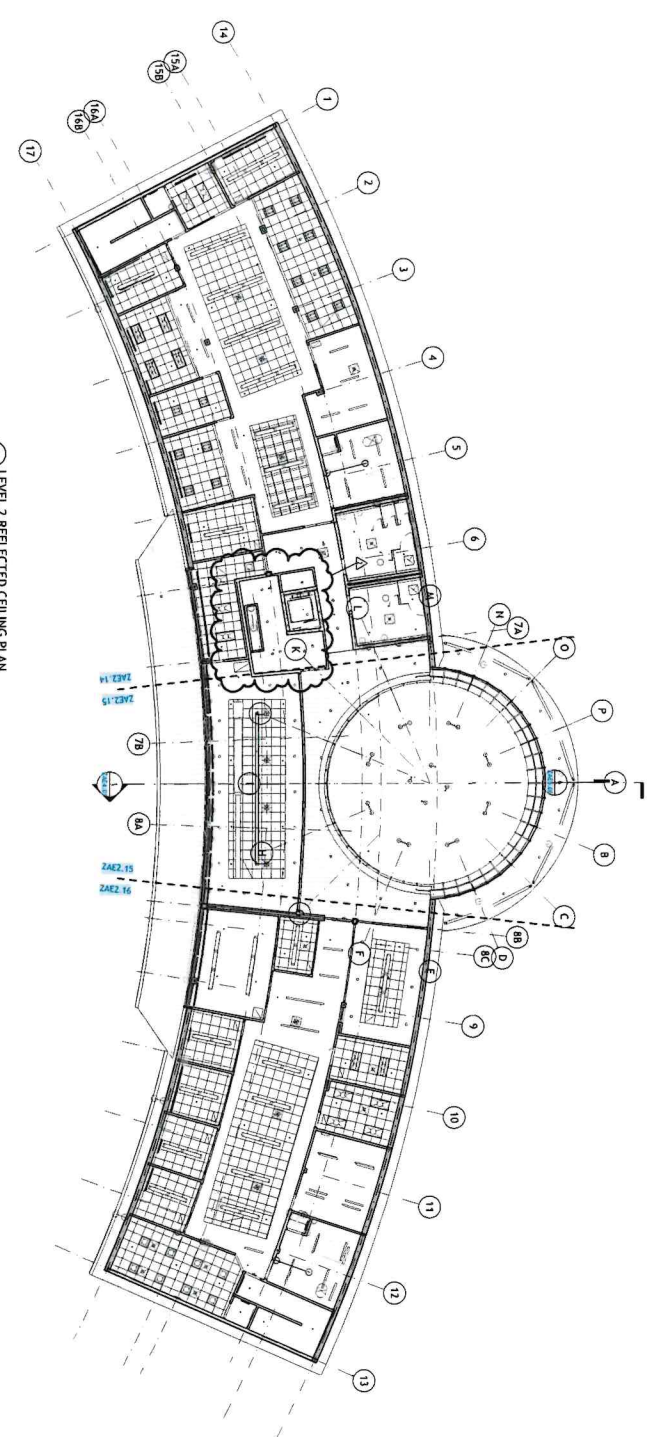 14
15A
15B
16A
16B
17
1
2
3
4
5
6
L
K
N
7A
O
P
A
B
C
8B
D
8C
E
F
H
7B
8A
1
ZAE2.14
ZAE2.15
ZAE2.15
ZAE2.16
9
10
11
12
13
LEVEL 2 REFLECTED CEILING PLAN